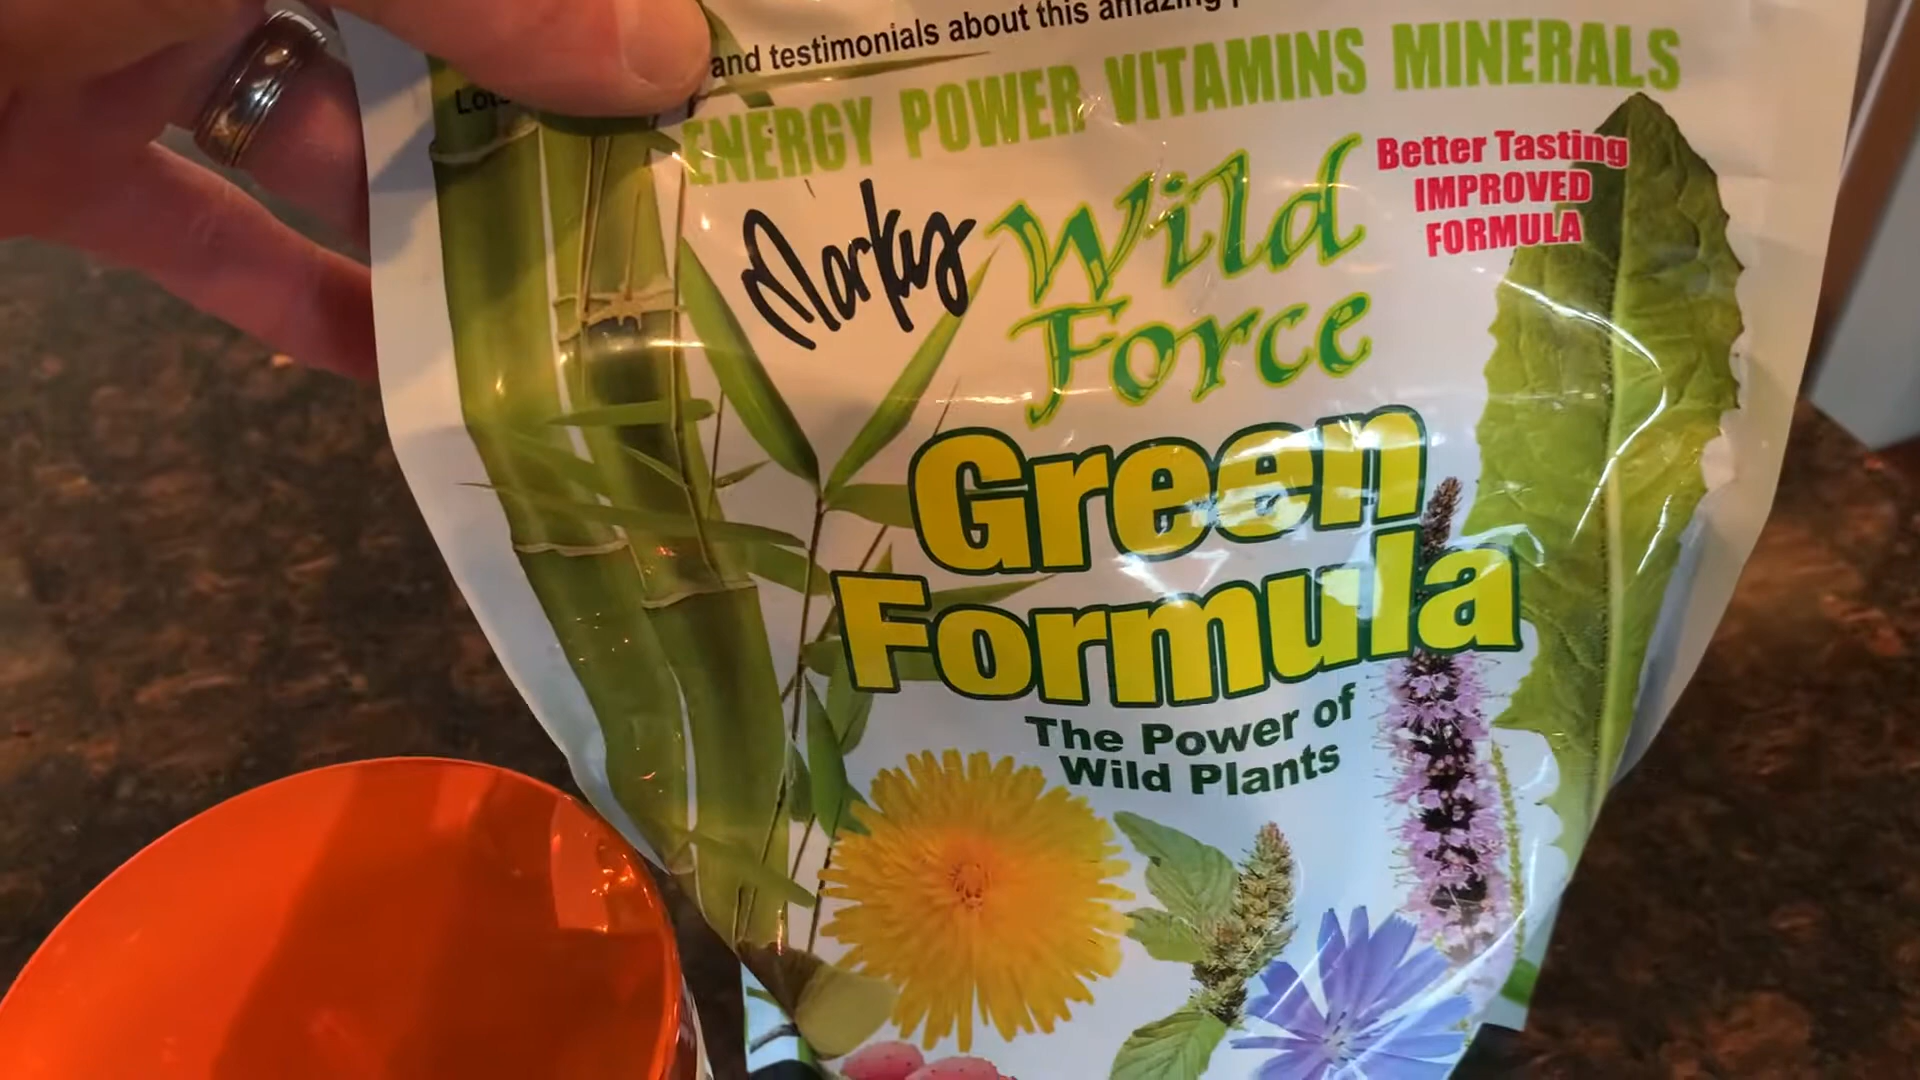 and testimonials about this amazing
ENERGY POWER VITAMINS MINERALS
Markus Wild
Force
Better Tasting
IMPROVED
FORMULA
Green
Formula
The Power of
Wild Plants